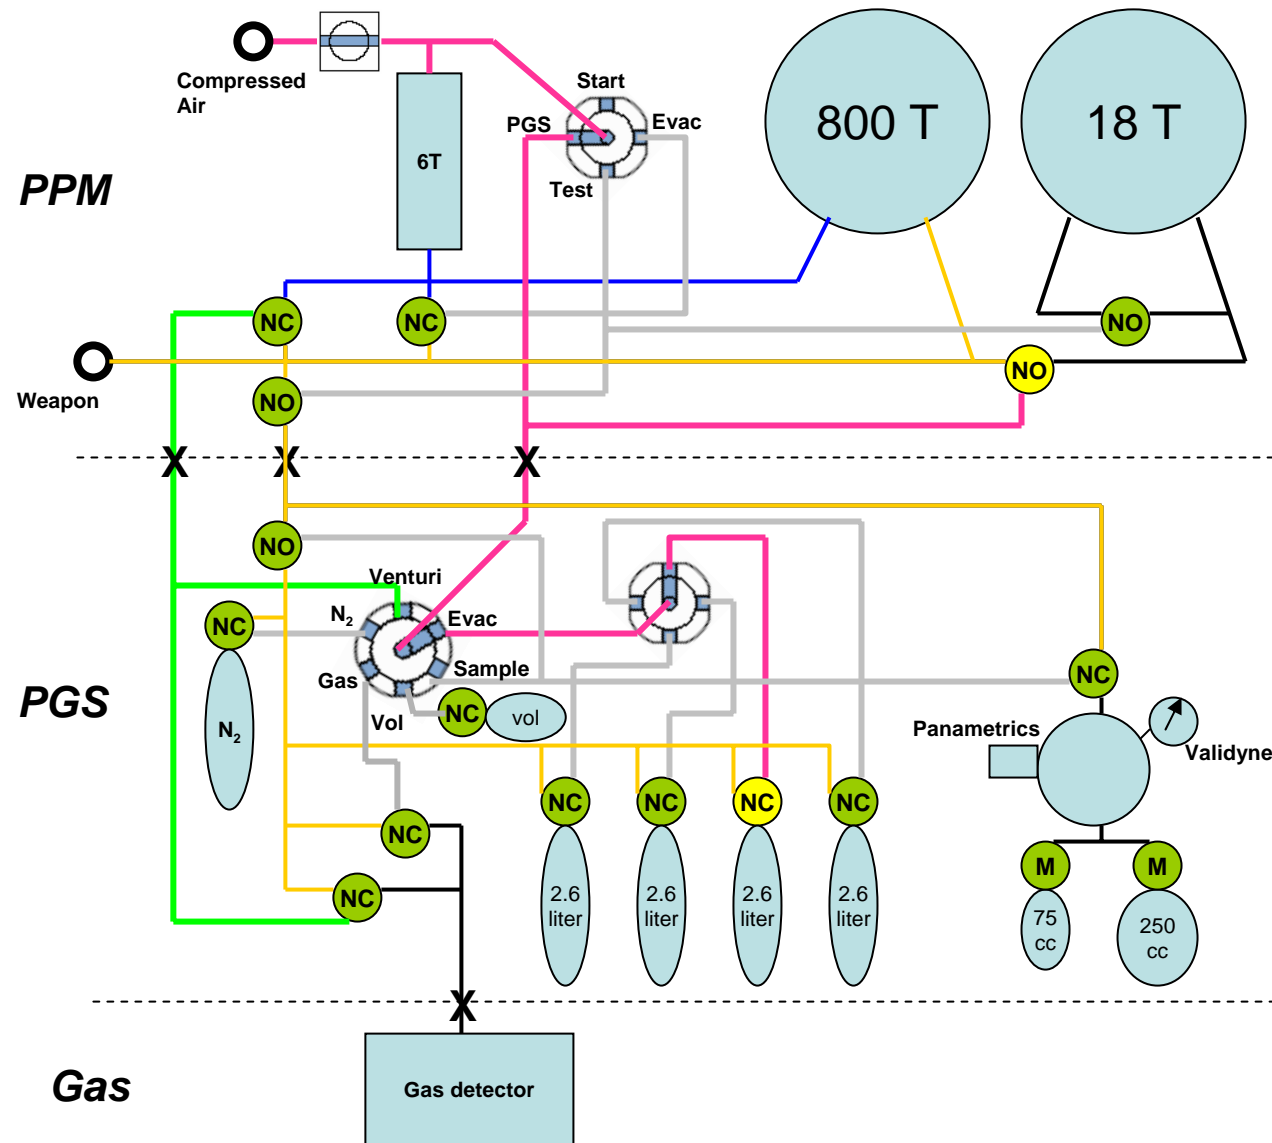 Compressed
Air
Start
PGS
Evac
Test
6T
800 T
18 T
PPM
NC
NC
NO
NO
Weapon
NO
X
X
X
NO
Venturi
N₂
Evac
NC
Gas
Sample
Vol
NC
vol
PGS
N₂
NC
Panametrics
Validyne
NC
NC
NC
NC
NC
NC
M
M
2.6
liter
2.6
liter
2.6
liter
2.6
liter
75
cc
250
cc
X
Gas
Gas detector